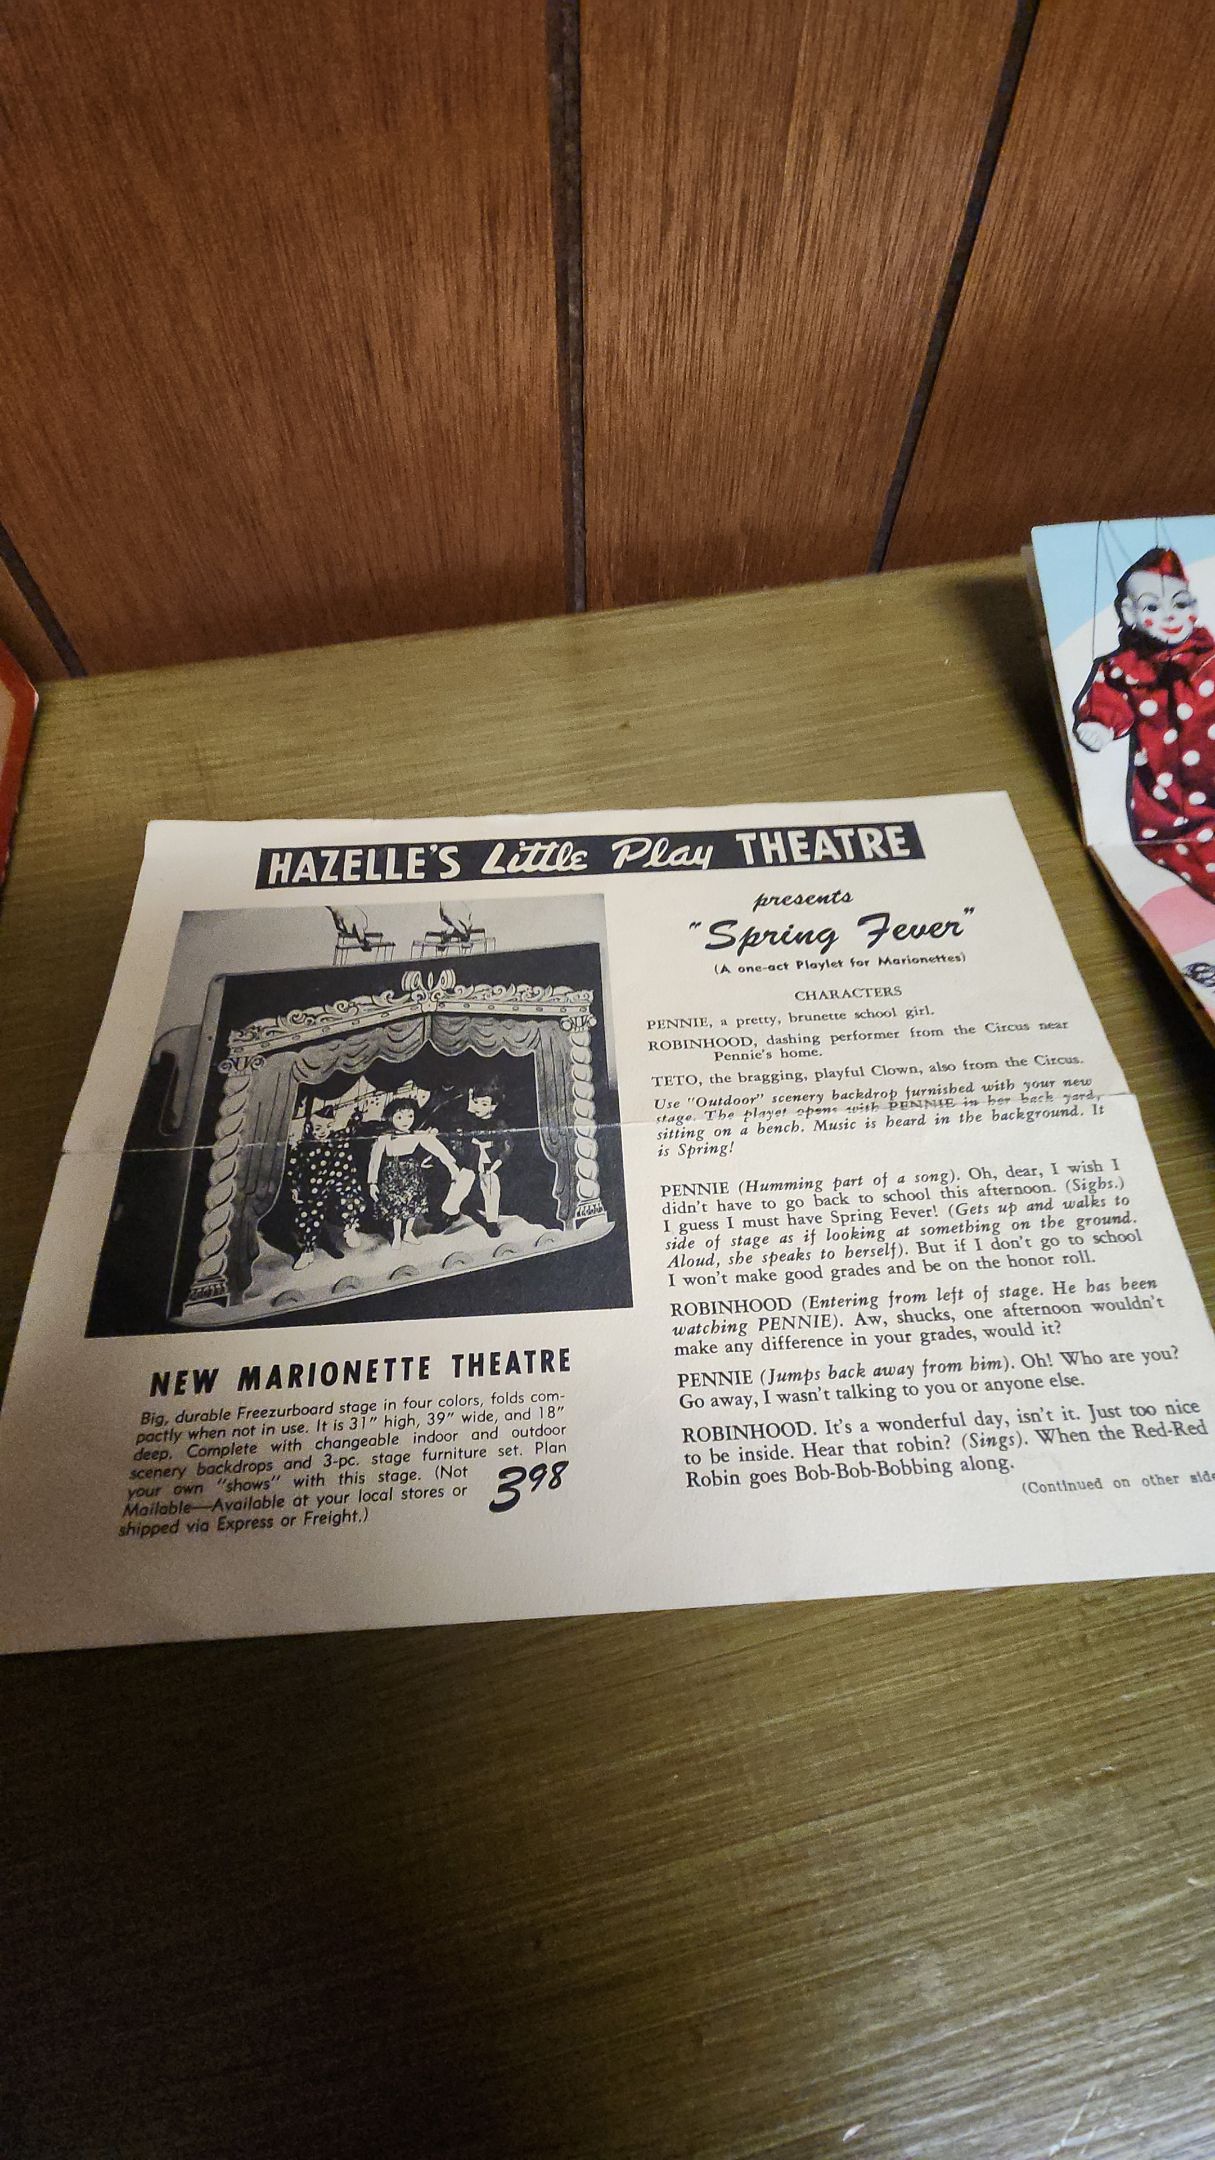 HAZELLE'S Little Play THEATRE
NEW MARIONETTE THEATRE
Big, durable Freezurboard stage in four colors, folds com-
pactly when not in use. It is 31" high, 39" wide, and 18"
deep. Complete with changeable indoor and outdoor
scenery backdrops and 3-pc. stage furniture set. Plan
your own "shows" with this stage. (Not
Mailable—Available at your local stores or
shipped via Express or Freight.)
398
presents
"Spring Fever"
(A one-act Playlet for Marionettes)
CHARACTERS
PENNIE, a pretty, brunette school girl.
ROBINHOOD, dashing performer from the Circus near
Pennie's home.
TETO, the bragging, playful Clown, also from the Circus.
Use "Outdoor" scenery backdrop furnished with your new
stage. The playet opens with PENNIE in her back yard,
sitting on a bench. Music is heard in the background. It
is Spring!
PENNIE (Humming part of a song). Oh, dear, I wish I
didn't have to go back to school this afternoon. (Sighs.)
I guess I must have Spring Fever! (Gets up and walks to
side of stage as if looking at something on the ground.
Aloud, she speaks to herself). But if I don't go to school
I won't make good grades and be on the honor roll.
ROBINHOOD (Entering from left of stage. He has been
watching PENNIE). Aw, shucks, one afternoon wouldn't
make any difference in your grades, would it?
PENNIE (Jumps back away from him). Oh! Who are you?
Go away, I wasn't talking to you or anyone else.
ROBINHOOD. It's a wonderful day, isn't it. Just too nice
to be inside. Hear that robin? (Sings). When the Red-Red
Robin goes Bob-Bob-Bobbing along.
(Continued on other side